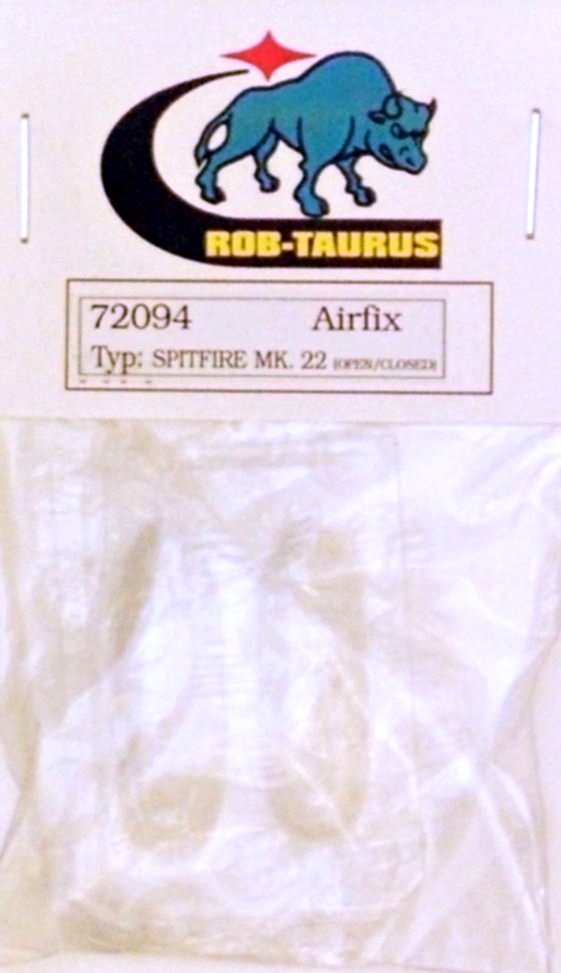 ROB-TAURUS
72094 Airfix
Typ: SPITFIRE MK. 22 (OPEN/CLOSED)